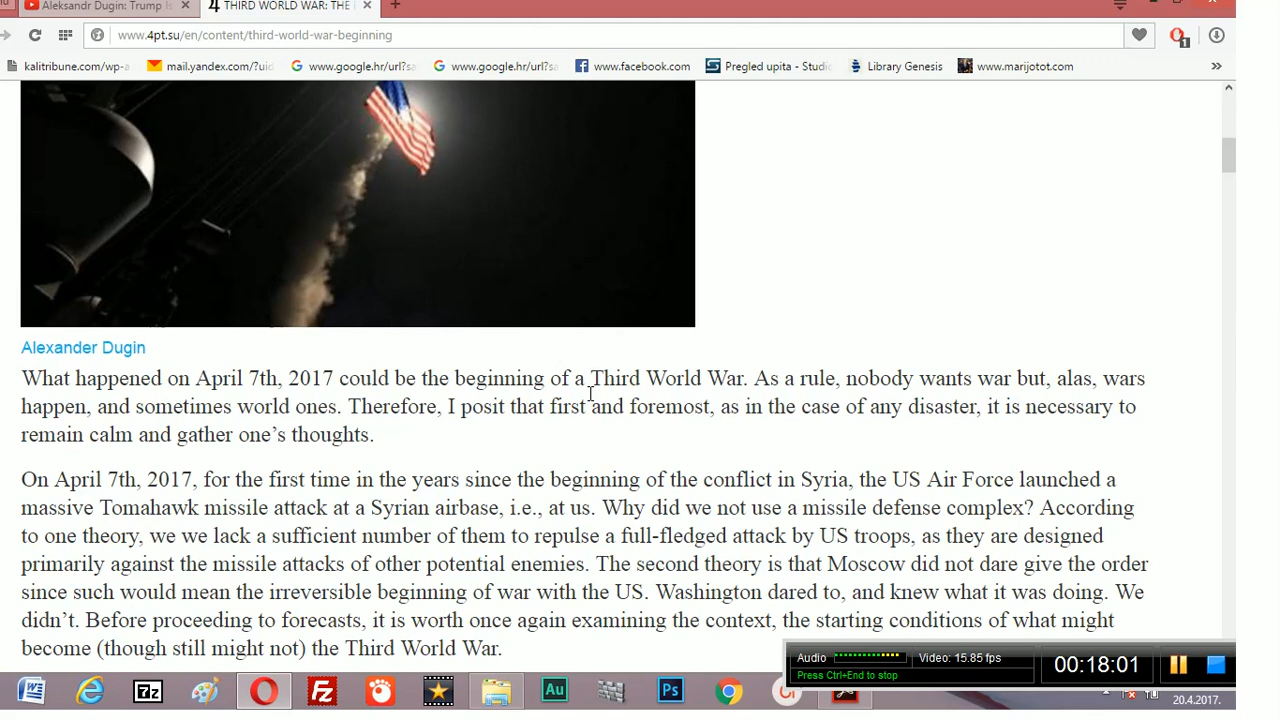 Aleksandr Dugin: Trump
THIRD WORLD WAR: THE
www.4pt.su/en/content/third-world-war-beginning
kalitribune.com/wp-a
mail.yandex.com/?uid
www.google.hr/url?sa
www.google.hr/url?sa
www.facebook.com
Pregled upita - Studi
Library Genesis
www.marijotot.com
»
Alexander Dugin
What happened on April 7th, 2017 could be the beginning of a Third World War. As a rule, nobody wants war but, alas, wars
happen, and sometimes world ones. Therefore, I posit that first and foremost, as in the case of any disaster, it is necessary to
remain calm and gather one’s thoughts.
On April 7th, 2017, for the first time in the years since the beginning of the conflict in Syria, the US Air Force launched a
massive Tomahawk missile attack at a Syrian airbase, i.e., at us. Why did we not use a missile defense complex? According
to one theory, we we lack a sufficient number of them to repulse a full-fledged attack by US troops, as they are designed
primarily against the missile attacks of other potential enemies. The second theory is that Moscow did not dare give the order
since such would mean the irreversible beginning of war with the US. Washington dared to, and knew what it was doing. We
didn’t. Before proceeding to forecasts, it is worth once again examining the context, the starting conditions of what might
become (though still might not) the Third World War.
Audio
Video: 15.85 fps
Press Ctrl+End to stop
00:18:01
7z
Fz
Au
Ps
20.4.2017.